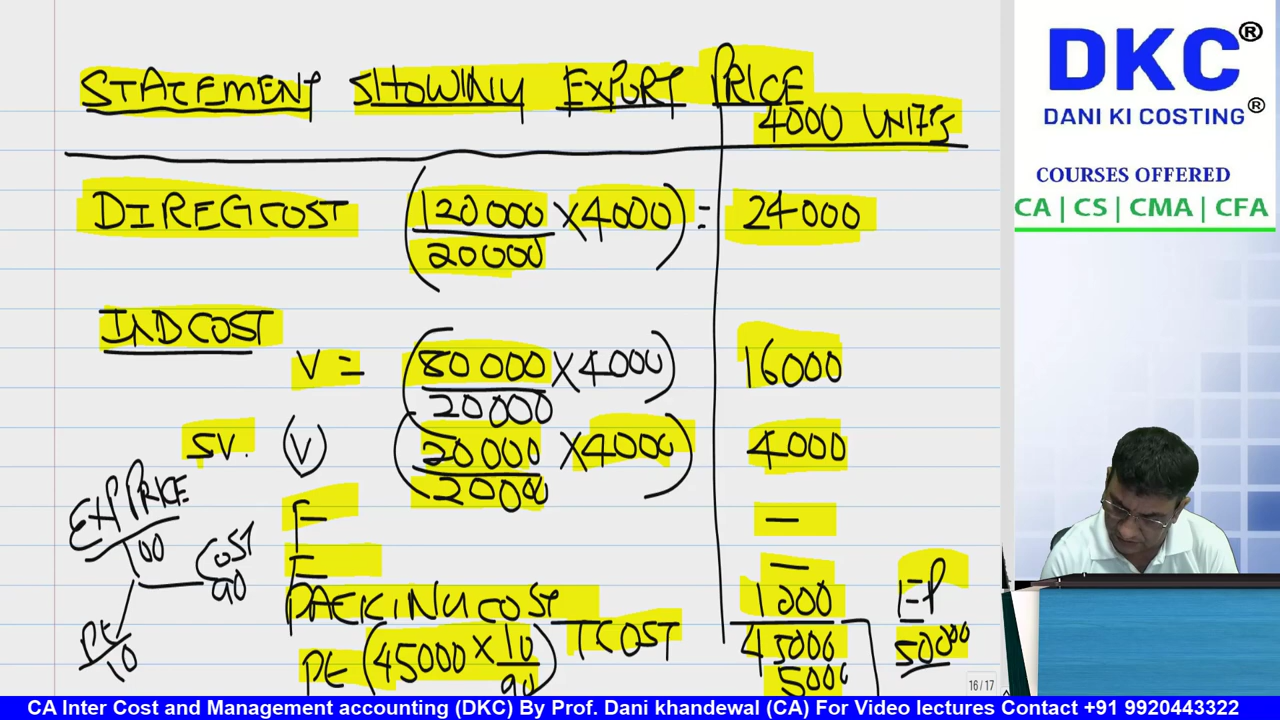 STATEMENT SHOWING EXPORT PRICE
4000 UNITS
DIRECT COST (120000/20000 × 4000) = 24000
IND COST
V = (80000/20000 × 4000) 16000
SV. (V) (20000/20000 × 4000) 4000
F —
F —
PACKING COST 1000
T COST 45000
PE (45000 × 10/90) 5000
EP
50000
EXP PRICE
100
COST
90
PE
10
16/17
DKC®
DANI KI COSTING®
COURSES OFFERED
CA | CS | CMA | CFA
CA Inter Cost and Management accounting (DKC) By Prof. Dani khandewal (CA) For Video lectures Contact +91 9920443322